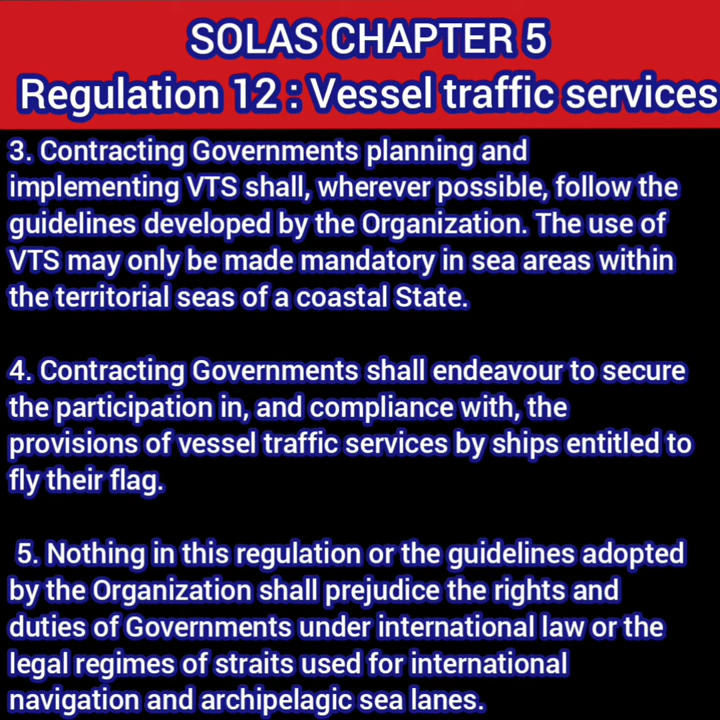 SOLAS CHAPTER 5
Regulation 12 : Vessel traffic services
3. Contracting Governments planning and
implementing VTS shall, wherever possible, follow the
guidelines developed by the Organization. The use of
VTS may only be made mandatory in sea areas within
the territorial seas of a coastal State.
4. Contracting Governments shall endeavour to secure
the participation in, and compliance with, the
provisions of vessel traffic services by ships entitled to
fly their flag.
5. Nothing in this regulation or the guidelines adopted
by the Organization shall prejudice the rights and
duties of Governments under international law or the
legal regimes of straits used for international
navigation and archipelagic sea lanes.